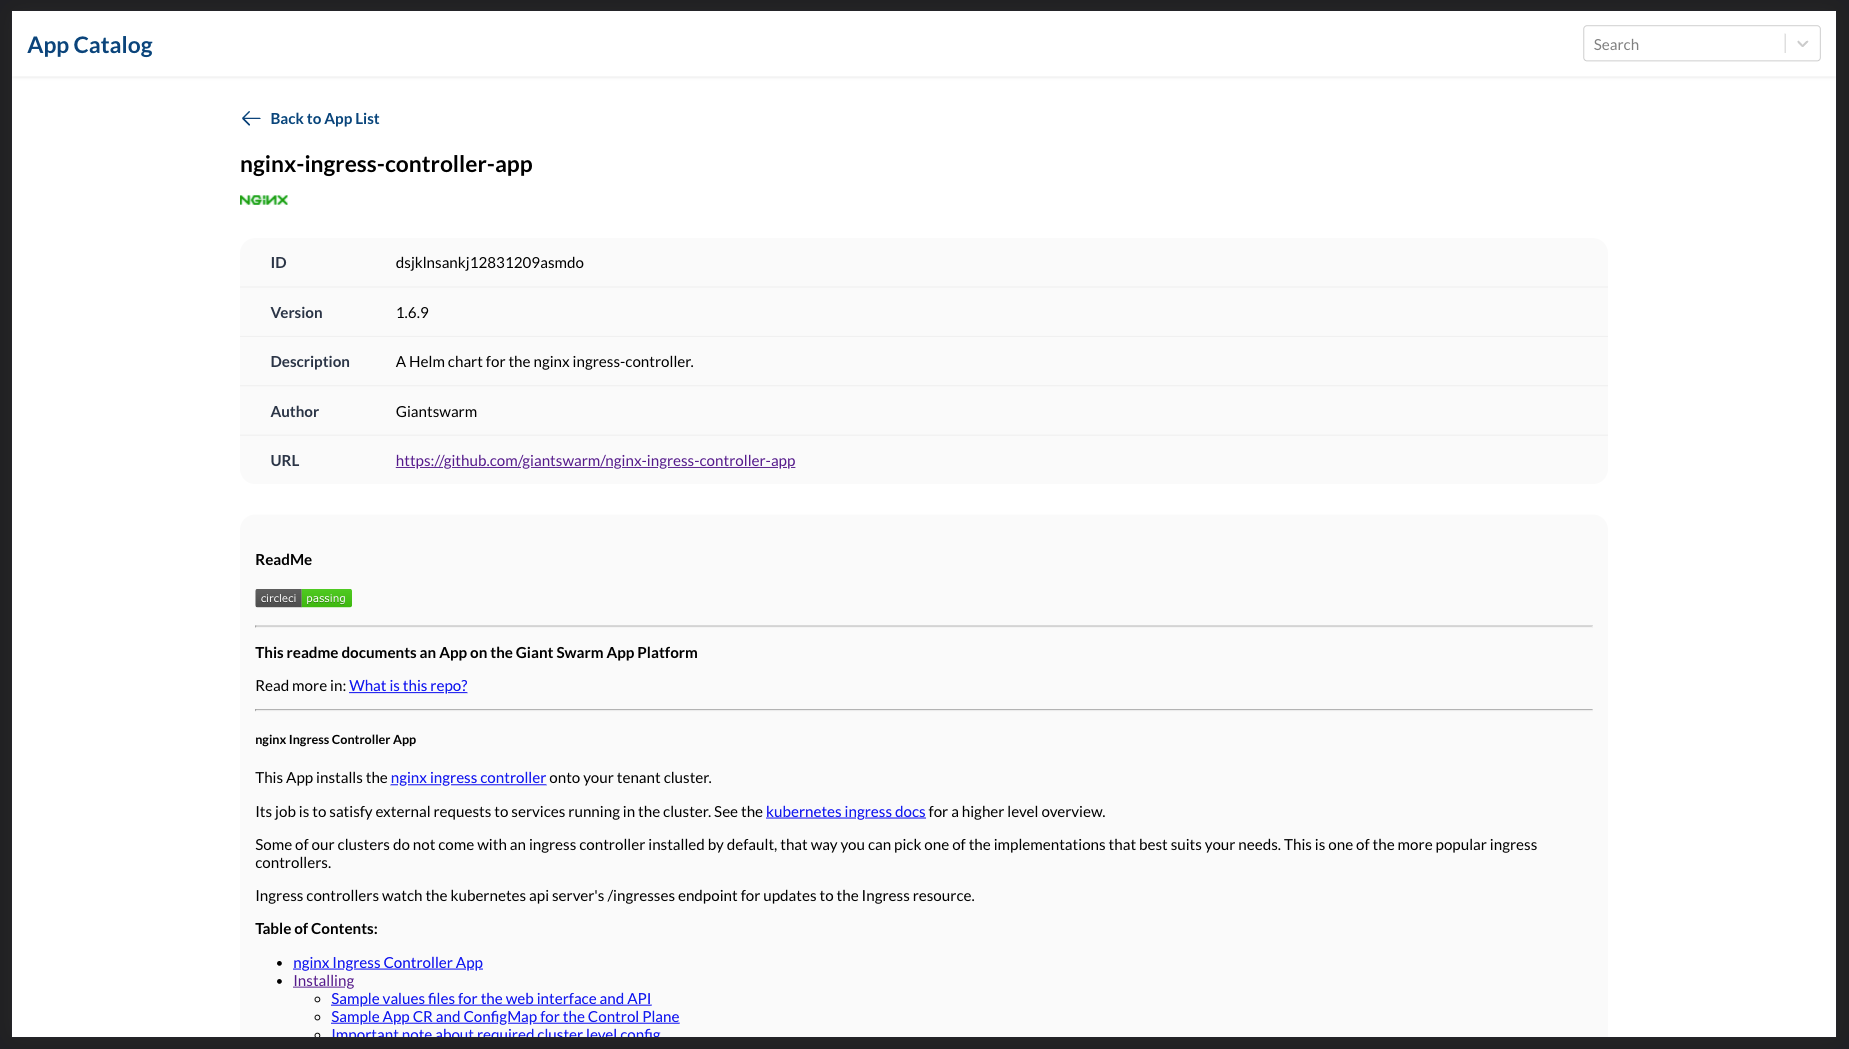 App Catalog
Search
Back to App List
nginx-ingress-controller-app
NGINX
ID dsjklnsankj12831209asmdo
Version 1.6.9
Description A Helm chart for the nginx ingress-controller.
Author Giantswarm
URL https://github.com/giantswarm/nginx-ingress-controller-app
ReadMe
circleci passing
This readme documents an App on the Giant Swarm App Platform
Read more in: What is this repo?
nginx Ingress Controller App
This App installs the nginx ingress controller onto your tenant cluster.
Its job is to satisfy external requests to services running in the cluster. See the kubernetes ingress docs for a higher level overview.
Some of our clusters do not come with an ingress controller installed by default, that way you can pick one of the implementations that best suits your needs. This is one of the more popular ingress
controllers.
Ingress controllers watch the kubernetes api server's /ingresses endpoint for updates to the Ingress resource.
Table of Contents:
nginx Ingress Controller App
Installing
Sample values files for the web interface and API
Sample App CR and ConfigMap for the Control Plane
Important note about required cluster level config